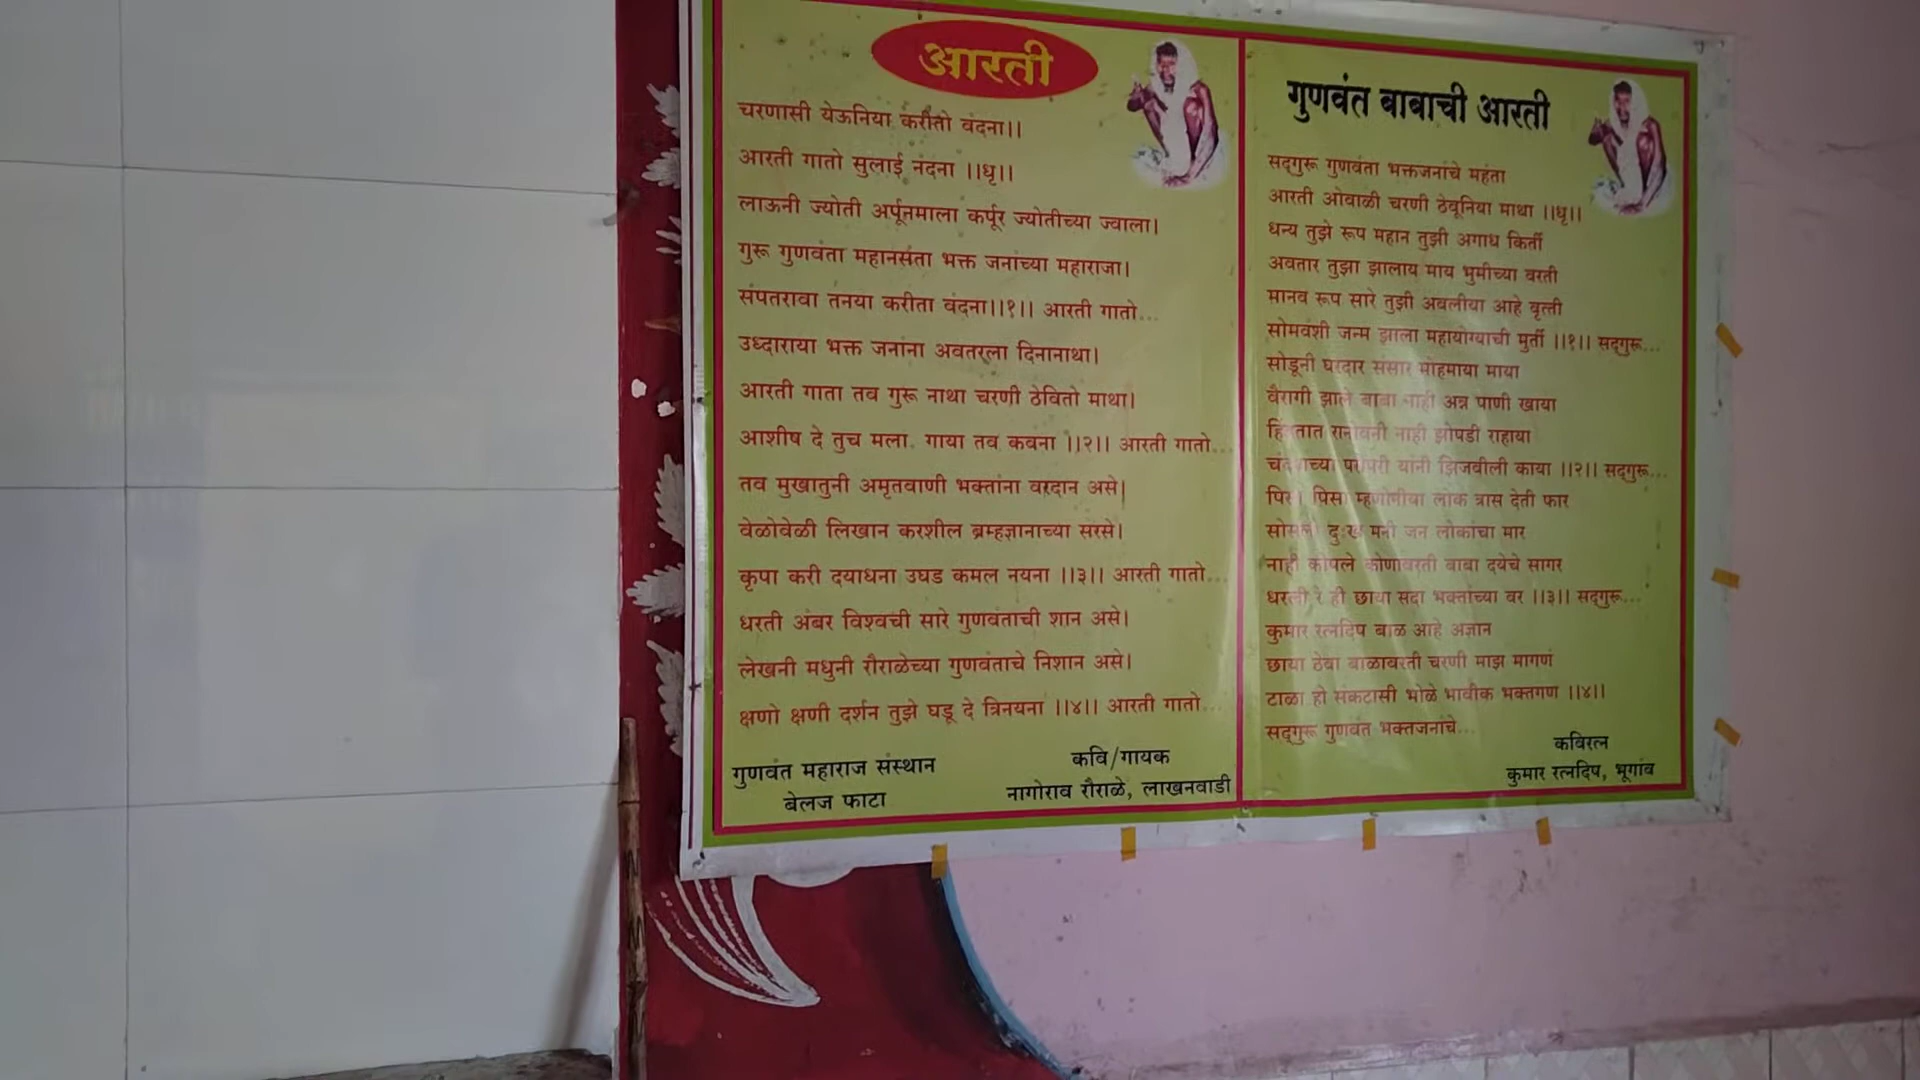 आरती
चरणासी येऊनिया करीतो वंदना।।
आरती गातो सुलाई नंदना ।।धृ।।
लाऊनी ज्योती अर्पूनमाला कर्पूर ज्योतीच्या ज्वाला।
गुरू गुणवंता महानसंता भक्त जनांच्या महाराजा।
संपतरावा तनया करीता वंदना।।१।। आरती गातो...
उध्दाराया भक्त जनांना अवतरला दिनानाथा।
आरती गाता तव गुरू नाथा चरणी ठेवितो माथा।
आशीष दे तुच मला. गाया तव कवना ।।२।। आरती गातो...
तव मुखातुनी अमृतवाणी भक्तांना वरदान असे।
वेळोवेळी लिखान करशील ब्रम्हज्ञानाच्या सरसे।
कृपा करी दयाधना उघड कमल नयना ।।३।। आरती गातो...
धरती अंबर विश्वची सारे गुणवंताची शान असे।
लेखनी मधुनी रौराळेच्या गुणवंताचे निशान असे।
क्षणो क्षणी दर्शन तुझे घडू दे त्रिनयना ।।४।। आरती गातो...
गुणवंत महाराज संस्थान
बेलज फाटा
कवि/गायक
नागोराव रौराळे, लाखनवाडी
गुणवंत बाबाची आरती
सद्‌गुरू गुणवंता भक्तजनांचे महंता
आरती ओवाळी चरणी ठेवूनिया माथा ।।धृ।।
धन्य तुझे रूप महान तुझी अगाध किर्ती
अवतार तुझा झालाय माय भुमीच्या वरती
मानव रूप सारे तुझी अवलीया आहे वृत्ती
सोमवंशी जन्म झाला महायोग्याची मुर्ती ।।१।। सद्‌गुरू...
सोडूनी घरदार संसार मोहमाया माया
वैरागी झाले बाबा नाही अन्न पाणी खाया
रानोवनी नाही झोपडी राहाया
यांनी झिजवीली काया ।।२।। सद्‌गुरू...
पिसा म्हणोनीया लोक त्रास देती फार
दुःख मनी जन लोकांचा मार
नाही कोपले कोणावरती बाबा दयेचे सागर
धरली रे ही छाया सदा भक्तांच्या वर ।।३।। सद्‌गुरू...
कुमार रत्नदिप बाळ आहे अज्ञान
छाया ठेवा बाळावरती चरणी माझ मागणं
टाळा हो संकटासी भोळे भावीक भक्तगण ।।४।।
सद्‌गुरू गुणवंत भक्तजनांचे...
कविरत्न
कुमार रत्नदिप, भूगांव